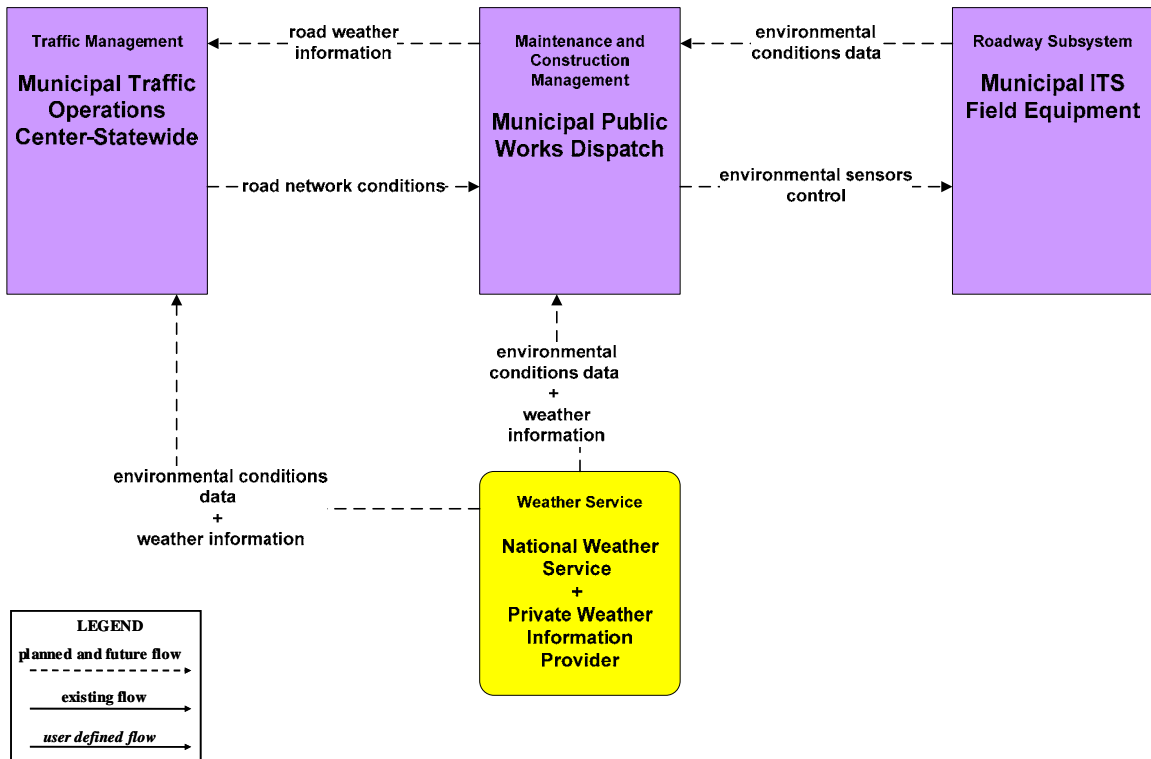 Traffic Management
Municipal Traffic
Operations
Center-Statewide
road weather
information
road network conditions
Maintenance and
Construction
Management
Municipal Public
Works Dispatch
environmental
conditions data
environmental sensors
control
Roadway Subsystem
Municipal ITS
Field Equipment
environmental
conditions data
+
weather
information
environmental conditions
data
+
weather information
Weather Service
National Weather
Service
+
Private Weather
Information
Provider
LEGEND
planned and future flow
existing flow
user defined flow